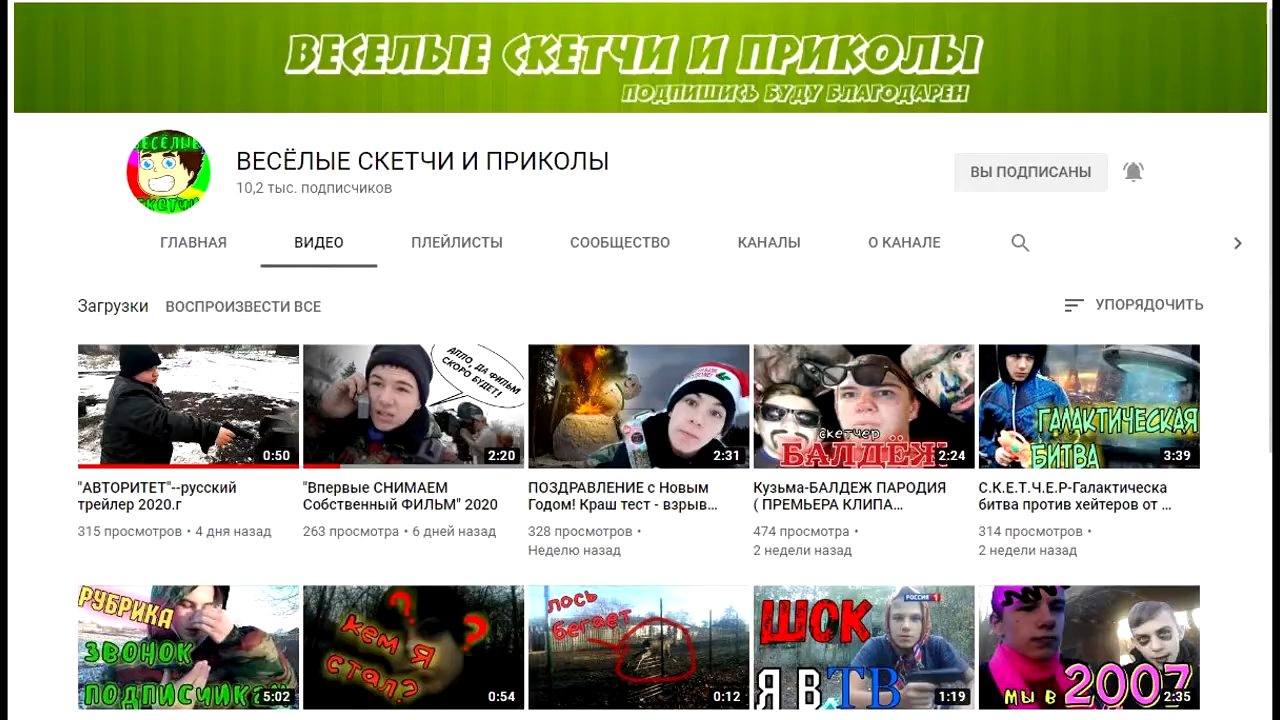 ВЕСЕЛЫЕ СКЕТЧИ И ПРИКОЛЫ
ПОДПИШИСЬ БУДУ БЛАГОДАРЕН
ВЕСЁЛЫЕ
СКЕТЧИ
ВЕСЁЛЫЕ СКЕТЧИ И ПРИКОЛЫ
10,2 тыс. подписчиков
ВЫ ПОДПИСАНЫ
ГЛАВНАЯ ВИДЕО ПЛЕЙЛИСТЫ СООБЩЕСТВО КАНАЛЫ О КАНАЛЕ
Загрузки ВОСПРОИЗВЕСТИ ВСЕ
УПОРЯДОЧИТЬ
0:50
АЛЛО, ДА ФИЛЬМ
СКОРО БУДЕТ!
2:20
2:31
скетчер
БАЛДЁЖ
2:24
ГАЛАКТИЧЕСКАЯ
БИТВА
3:39
"АВТОРИТЕТ"--русский
трейлер 2020.г
315 просмотров • 4 дня назад
"Впервые СНИМАЕМ
Собственный ФИЛЬМ" 2020
263 просмотра • 6 дней назад
ПОЗДРАВЛЕНИЕ с Новым
Годом! Краш тест - взрыв...
328 просмотров •
Неделю назад
Кузьма-БАЛДЕЖ ПАРОДИЯ
( ПРЕМЬЕРА КЛИПА...
474 просмотра •
2 недели назад
С.К.Е.Т.Ч.Е.Р-Галактическа
битва против хейтеров от ...
314 просмотров •
2 недели назад
РУБРИКА
ЗВОНОК
ПОДПИСЧИК
5:02
? ?
кем я
стал?
0:54
лось
бегает
0:12
РОССИЯ 1
ШОК
Я В ТВ
1:19
мы в 2007
2:35